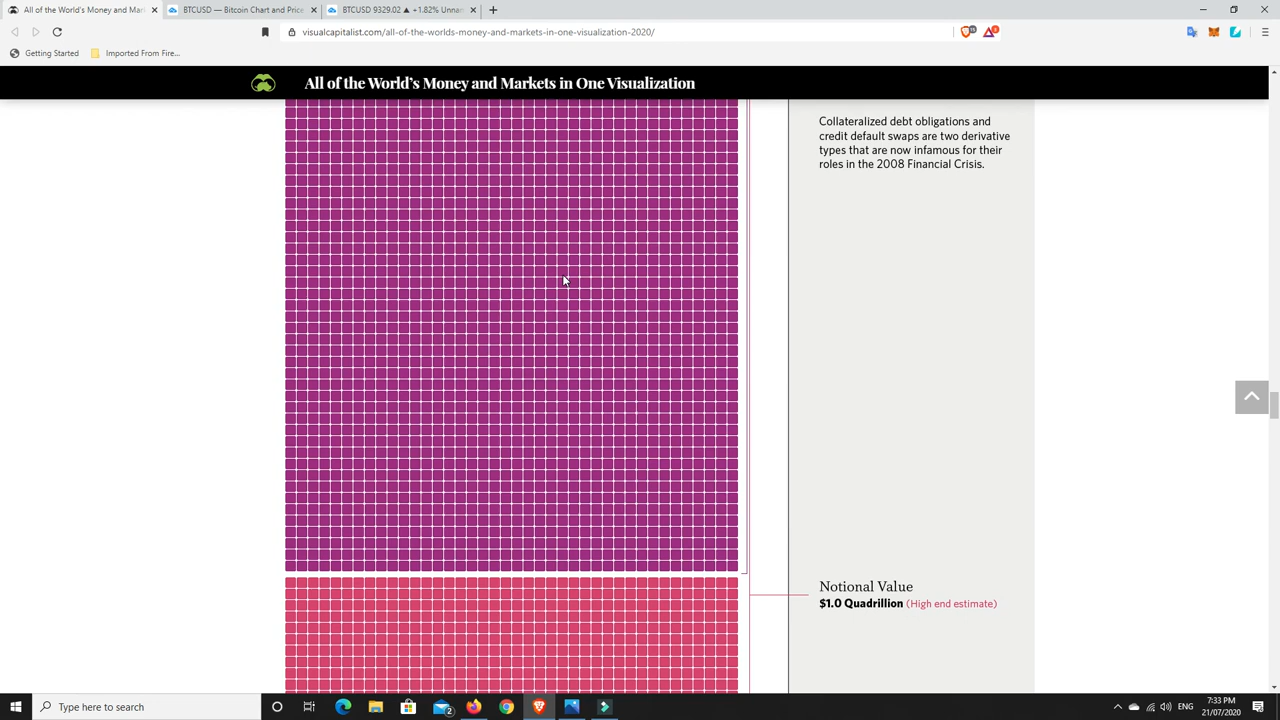 All of the World's Money and Mar
BTCUSD — Bitcoin Chart and Price
BTCUSD 9329.02 ▲ +1.82% Unnan
visualcapitalist.com/all-of-the-worlds-money-and-markets-in-one-visualization-2020/
Getting Started
Imported From Fire...
All of the World's Money and Markets in One Visualization
Collateralized debt obligations and
credit default swaps are two derivative
types that are now infamous for their
roles in the 2008 Financial Crisis.
Notional Value
$1.0 Quadrillion (High end estimate)
Type here to search
2
ENG
7:33 PM
21/07/2020